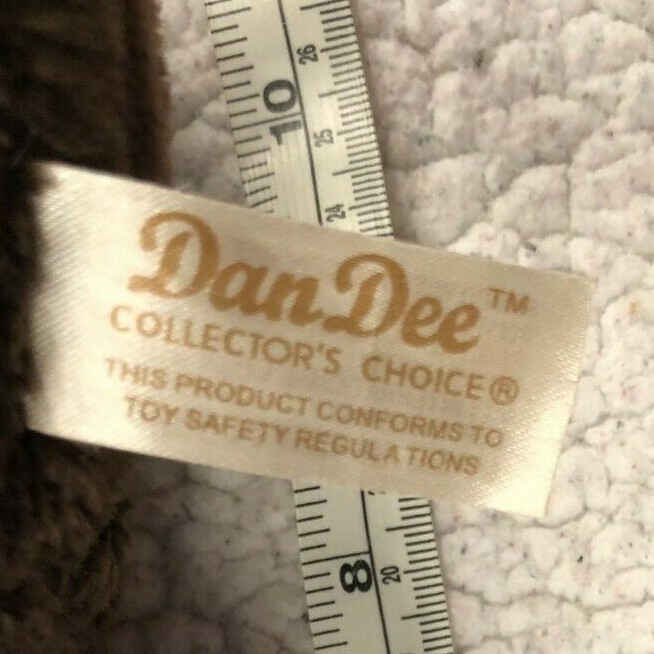 26
10
25
24
DanDee™
COLLECTOR'S CHOICE®
THIS PRODUCT CONFORMS TO
TOY SAFETY REGULATIONS
8
20